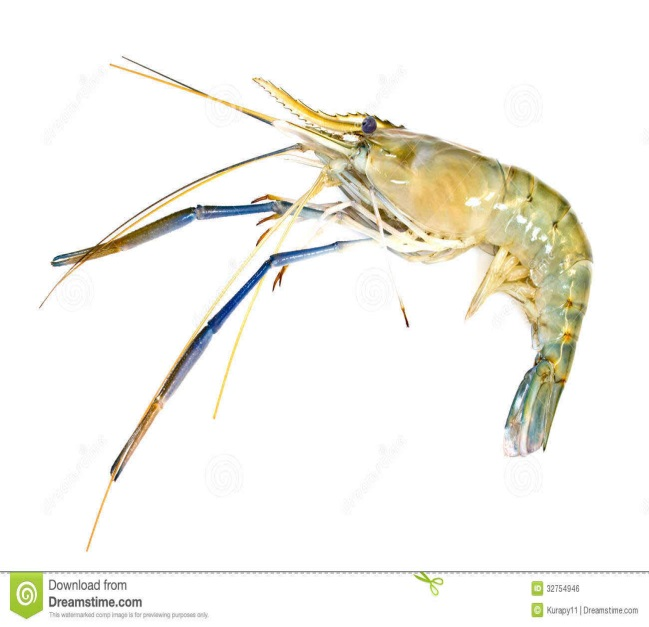 Download from
Dreamstime.com
This watermarked comp image is for previewing purposes only.
32754946
Kurapy11 | Dreamstime.com